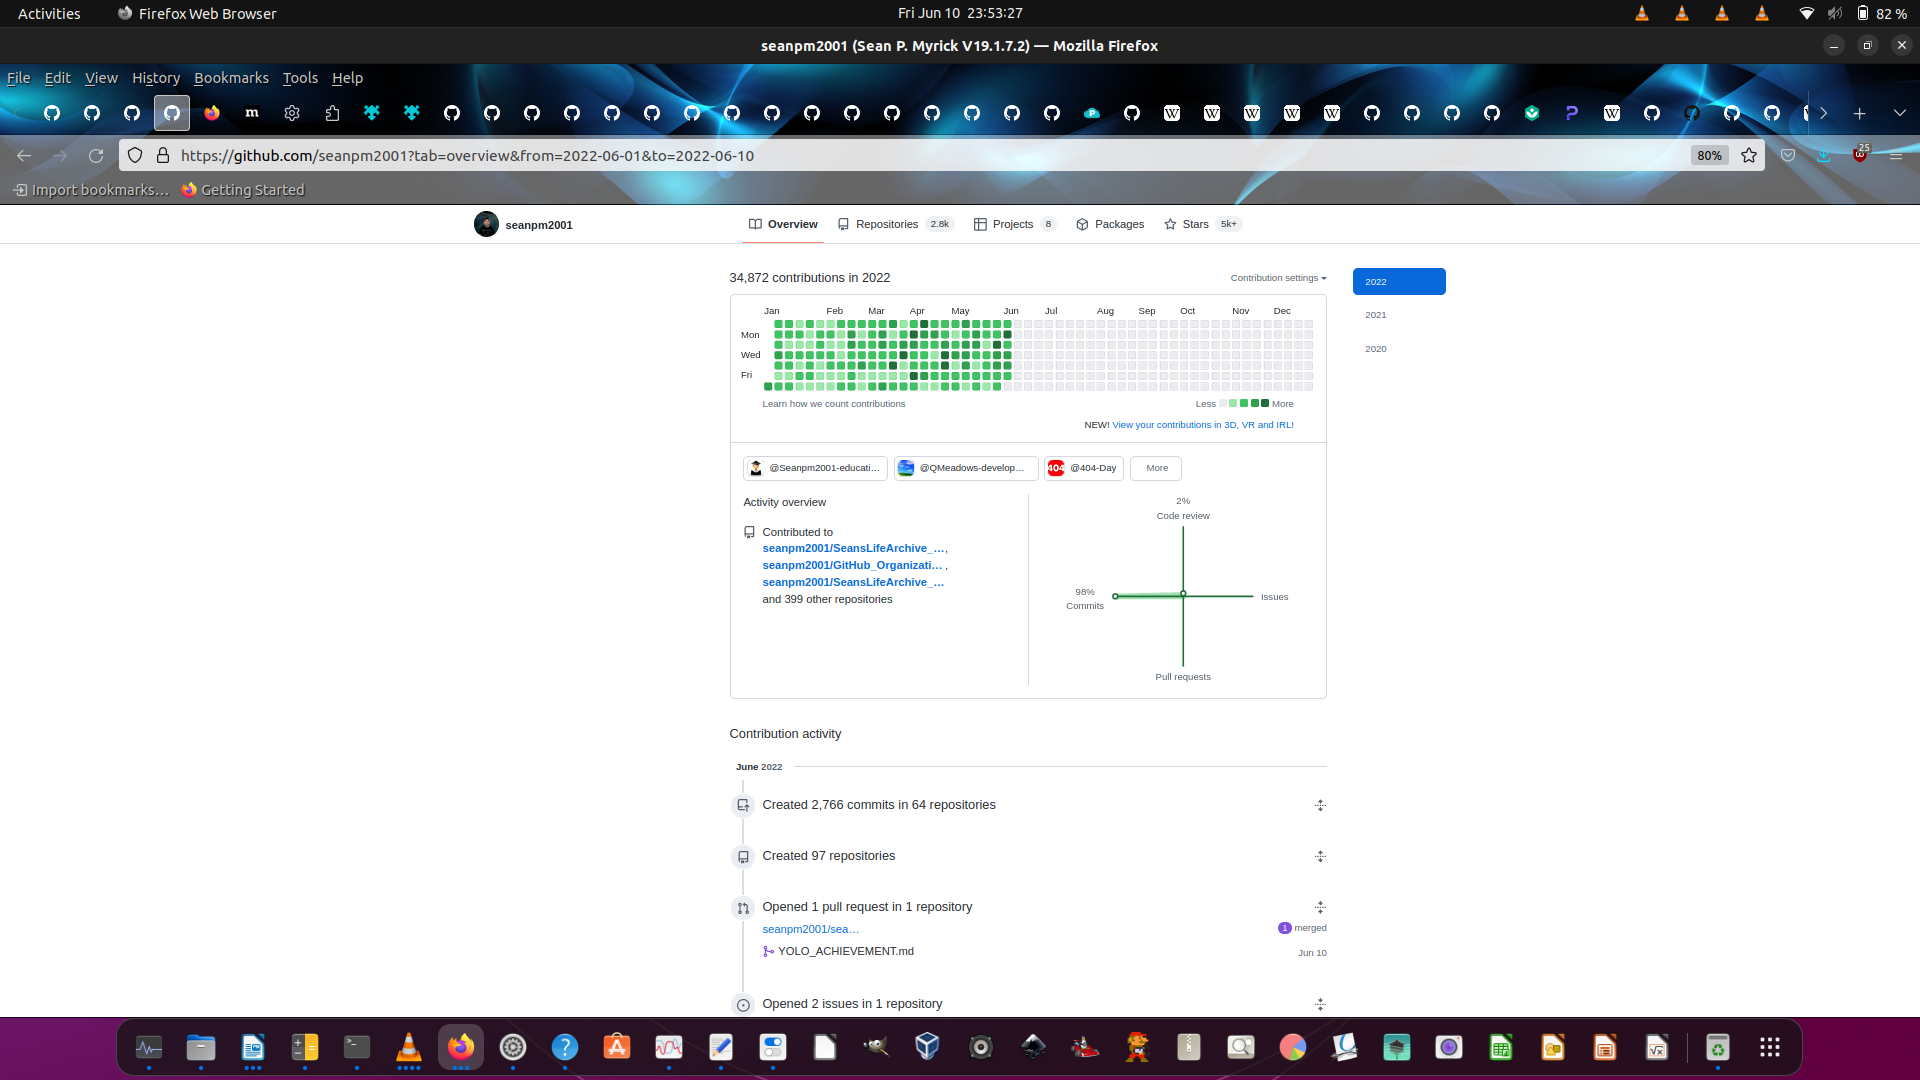 Activities
Firefox Web Browser
Fri Jun 10 23:53:27
82 %
seanpm2001 (Sean P. Myrick V19.1.7.2) — Mozilla Firefox
File Edit View History Bookmarks Tools Help
https://github.com/seanpm2001?tab=overview&from=2022-06-01&to=2022-06-10
80%
25
Import bookmarks…
Getting Started
seanpm2001
Overview
Repositories 2.8k
Projects 8
Packages
Stars 5k+
34,872 contributions in 2022
Contribution settings
2022
2021
2020
Jan Feb Mar Apr May Jun Jul Aug Sep Oct Nov Dec
Mon
Wed
Fri
Learn how we count contributions
Less More
NEW! View your contributions in 3D, VR and IRL!
@Seanpm2001-educati…
@QMeadows-develop…
404 @404-Day
More
Activity overview
Contributed to
seanpm2001/SeansLifeArchive_…,
seanpm2001/GitHub_Organizati… ,
seanpm2001/SeansLifeArchive_…
and 399 other repositories
2%
Code review
98%
Commits
Issues
Pull requests
Contribution activity
June 2022
Created 2,766 commits in 64 repositories
Created 97 repositories
Opened 1 pull request in 1 repository
seanpm2001/sea…
1 merged
YOLO_ACHIEVEMENT.md
Jun 10
Opened 2 issues in 1 repository